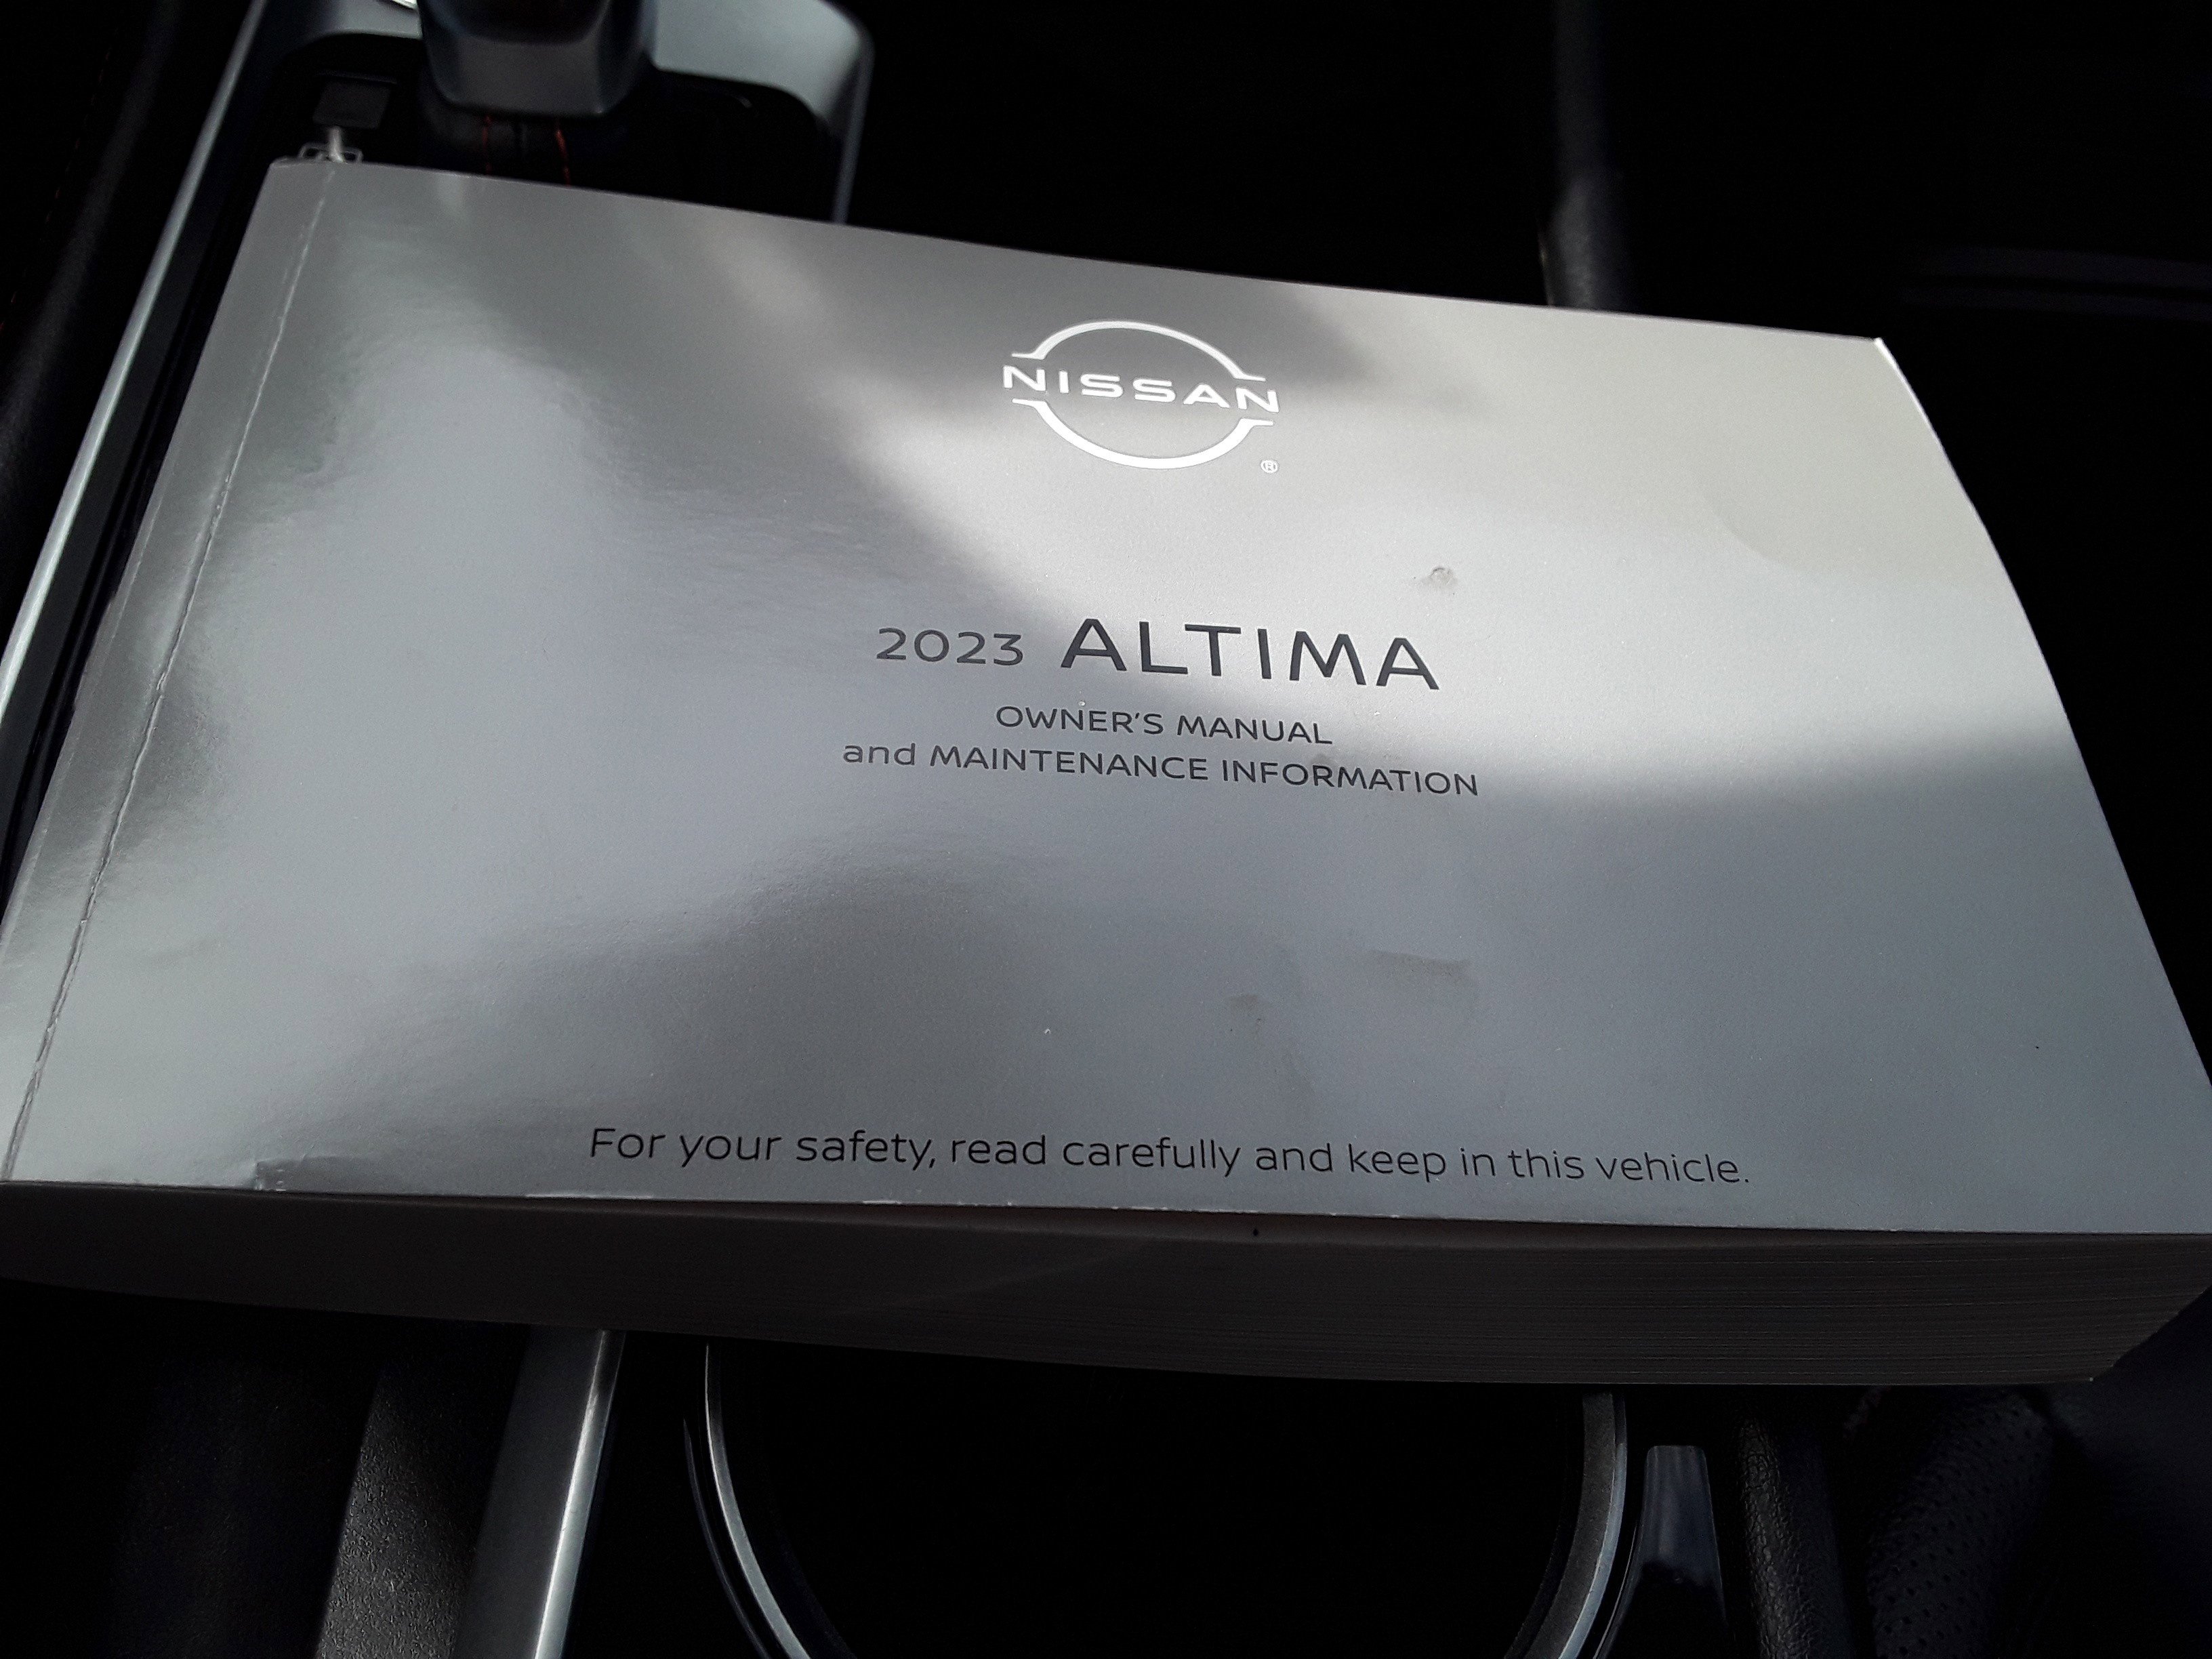 NISSAN
®
2023 ALTIMA
OWNER'S MANUAL
and MAINTENANCE INFORMATION
For your safety, read carefully and keep in this vehicle.